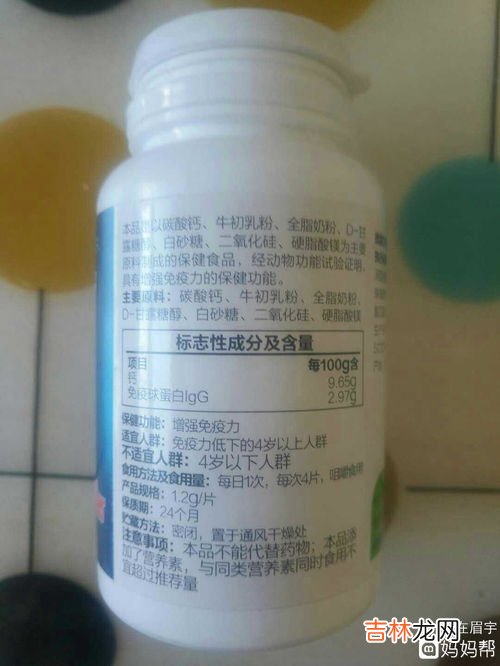 本品是以碳酸钙、牛初乳粉、全脂奶粉、D-甘
露糖醇、白砂糖、二氧化硅、硬脂酸镁为主要
原料制成的保健食品，经动物功能试验证明，
具有增强免疫力的保健功能。
主要原料：碳酸钙、牛初乳粉、全脂奶粉、
D-甘露糖醇、白砂糖、二氧化硅、硬脂酸镁
标志性成分及含量
项目 每100g含
钙 9.65g
免疫球蛋白IgG 2.97g
保健功能：增强免疫力
适宜人群：免疫力低下的4岁以上人群
不适宜人群：4岁以下人群
食用方法及食用量：每日1次，每次4片，咀嚼食用
产品规格：1.2g/片
保质期：24个月
贮藏方法：密闭，置于通风干燥处
注意事项：本品不能代替药物；本品添
加了营养素，与同类营养素同时食用不
宜超过推荐量
在眉宇
吉林龙网
妈妈帮